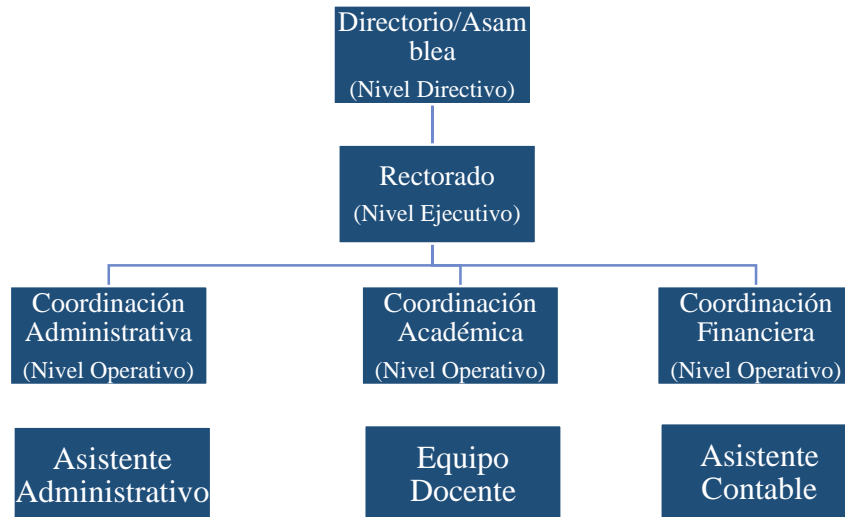 Directorio/Asam
blea
(Nivel Directivo)
Rectorado
(Nivel Ejecutivo)
Coordinación
Administrativa
(Nivel Operativo)
Coordinación
Académica
(Nivel Operativo)
Coordinación
Financiera
(Nivel Operativo)
Asistente
Administrativo
Equipo
Docente
Asistente
Contable